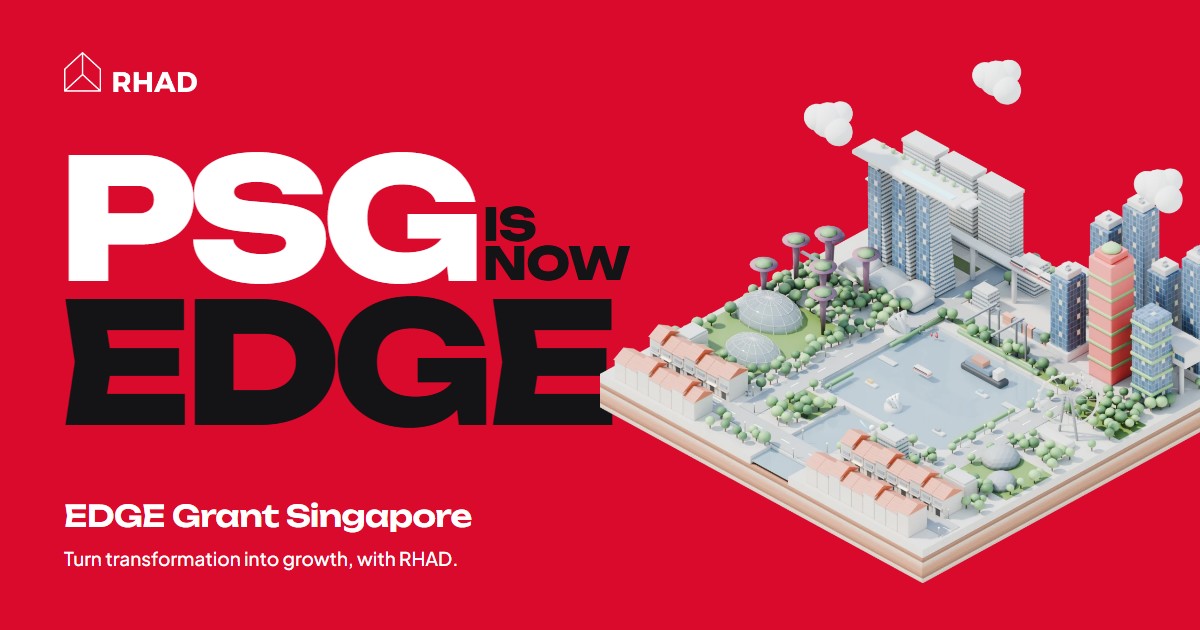 RHAD
PSG IS
NOW
EDGE
EDGE Grant Singapore
Turn transformation into growth, with RHAD.